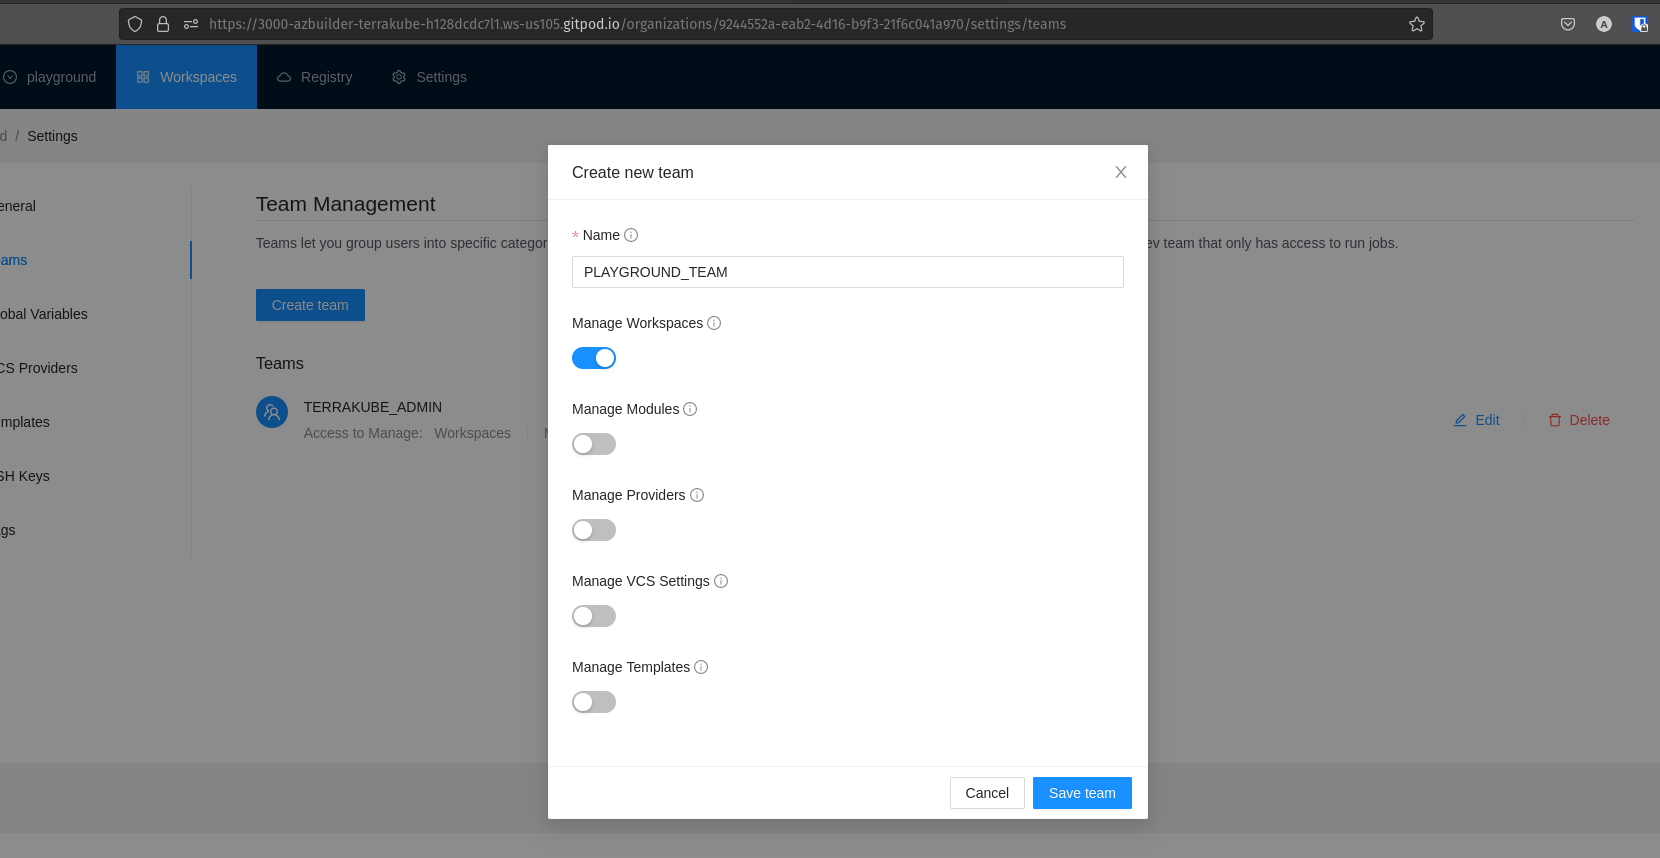 https://3000-azbuilder-terrakube-h128dcdc7l1.ws-us105.gitpod.io/organizations/9244552a-eab2-4d16-b9f3-21f6c041a970/settings/teams
A
playground Workspaces Registry Settings
d / Settings
Create new team
eneral
Team Management
Teams let you group users into specific categor
ev team that only has access to run jobs.
* Name
ams
PLAYGROUND_TEAM
Create team
obal Variables
Manage Workspaces
Teams
CS Providers
TERRAKUBE_ADMIN
Manage Modules
Access to Manage: Workspaces
Edit Delete
mplates
SH Keys
Manage Providers
gs
Manage VCS Settings
Manage Templates
Cancel Save team